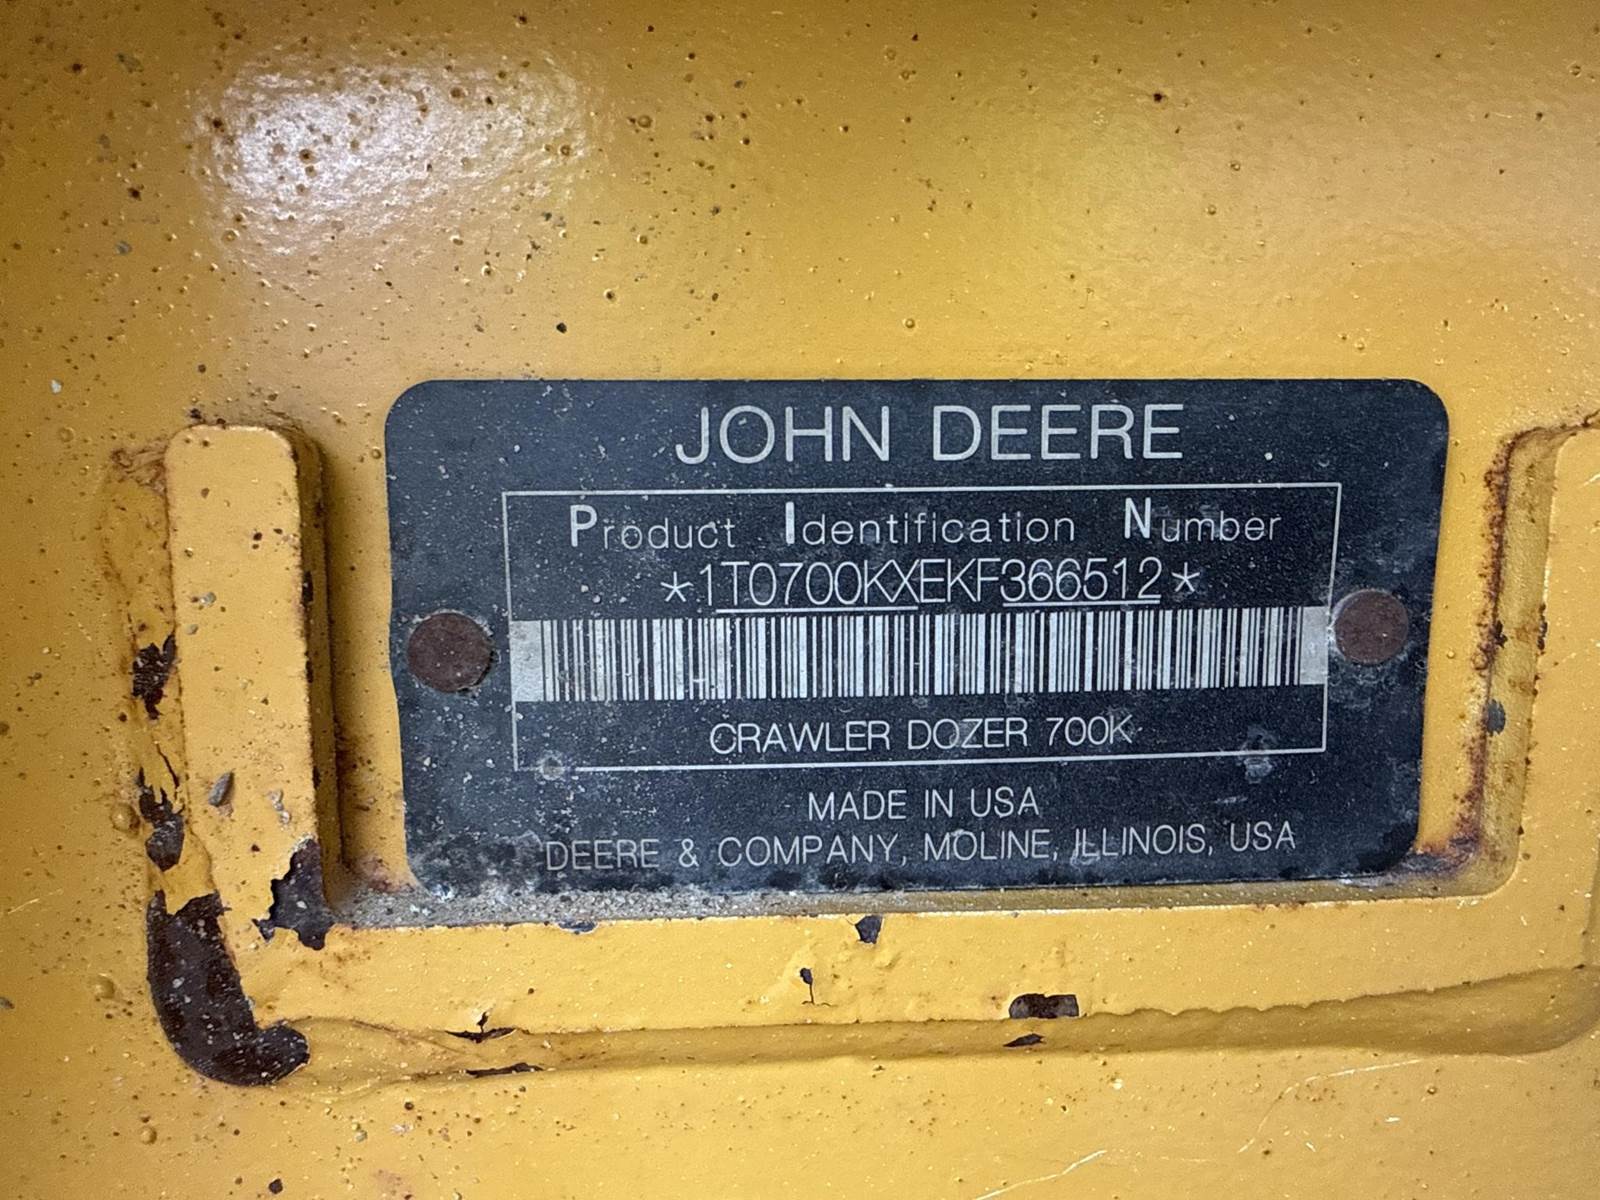 JOHN DEERE
Product Identification Number
*1T0700KXEKF366512*
CRAWLER DOZER 700K
MADE IN USA
DEERE & COMPANY, MOLINE, ILLINOIS, USA